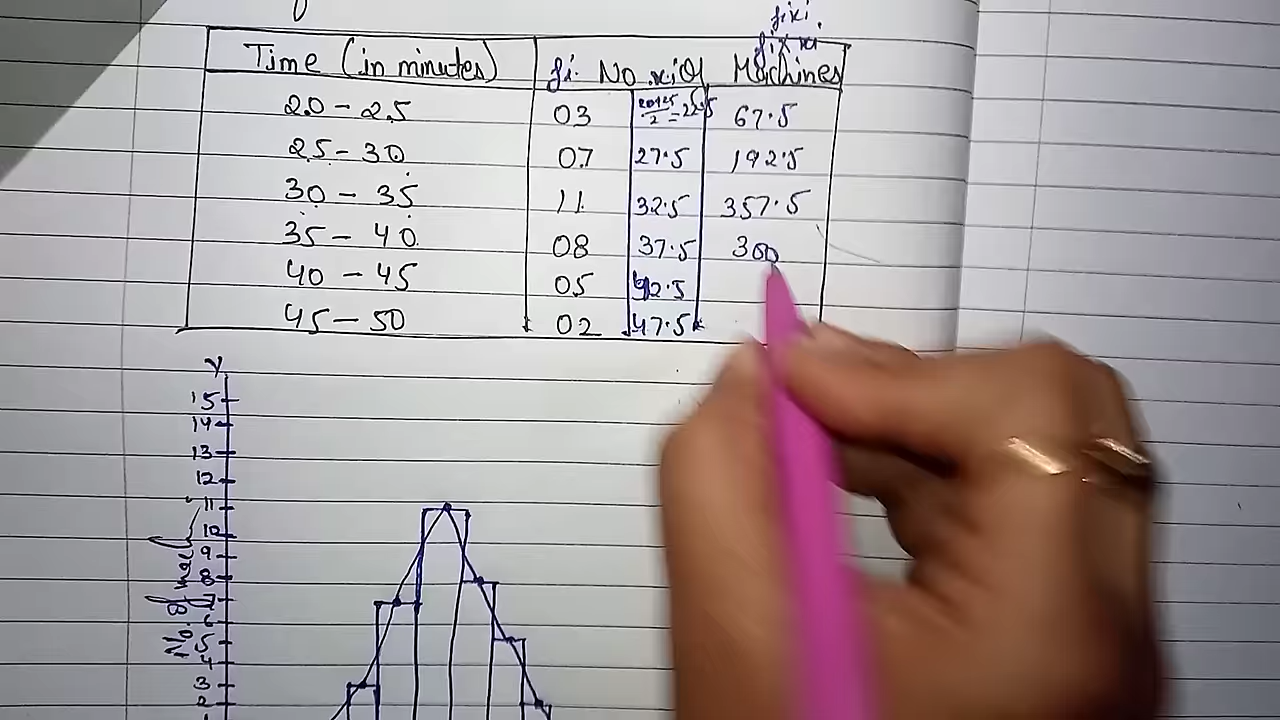 fixi
fi×xi
Time (in minutes) fi. No xi Of Machines
20-25 03 20+25/2=22.5 67.5
25-30 07 27.5 192.5
30-35 11 32.5 357.5
35-40 08 37.5 300
40-45 05 42.5
45-50 02 47.5
Y
15
14
13
12
11
10
9
8
7
6
5
4
3
2
No. of